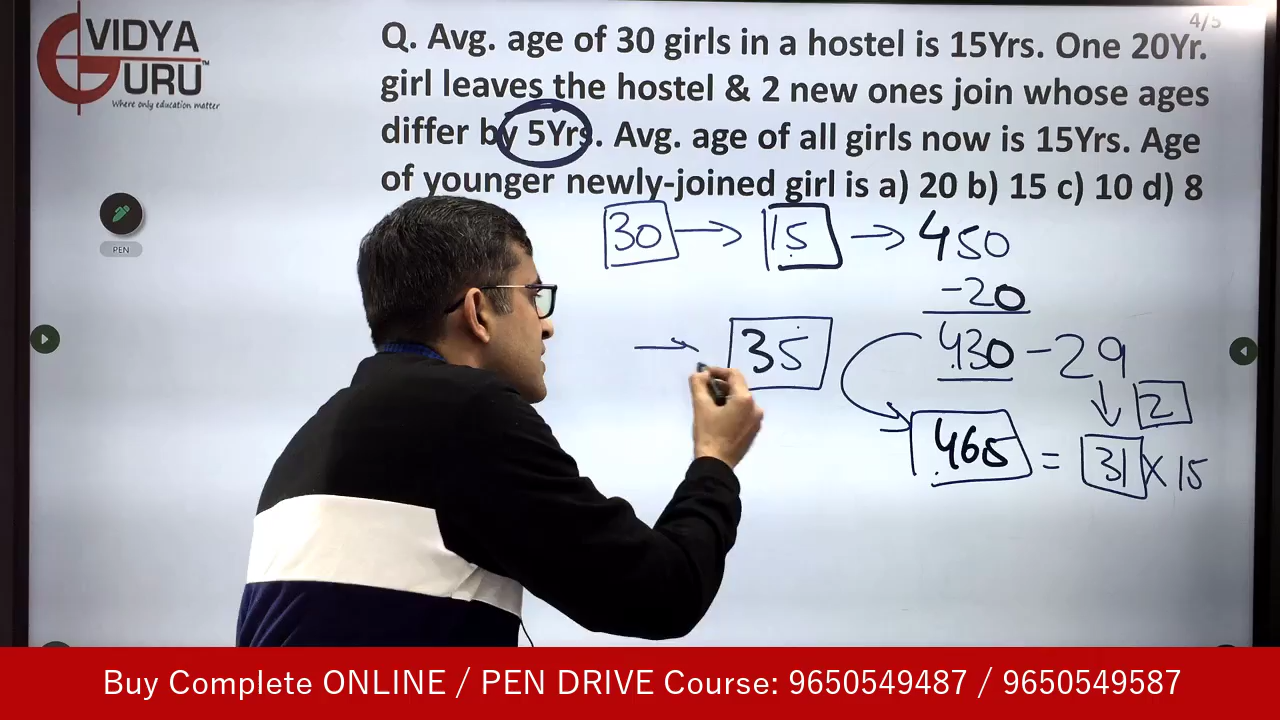 4/5
VIDYA
GURU™
Where only education matter
Q. Avg. age of 30 girls in a hostel is 15Yrs. One 20Yr.
girl leaves the hostel & 2 new ones join whose ages
differ by 5Yrs. Avg. age of all girls now is 15Yrs. Age
of younger newly-joined girl is a) 20 b) 15 c) 10 d) 8
PEN
30 → 15 → 450
-20
→ 35 430 - 29
2
465 = 31 x 15
Buy Complete ONLINE / PEN DRIVE Course: 9650549487 / 9650549587